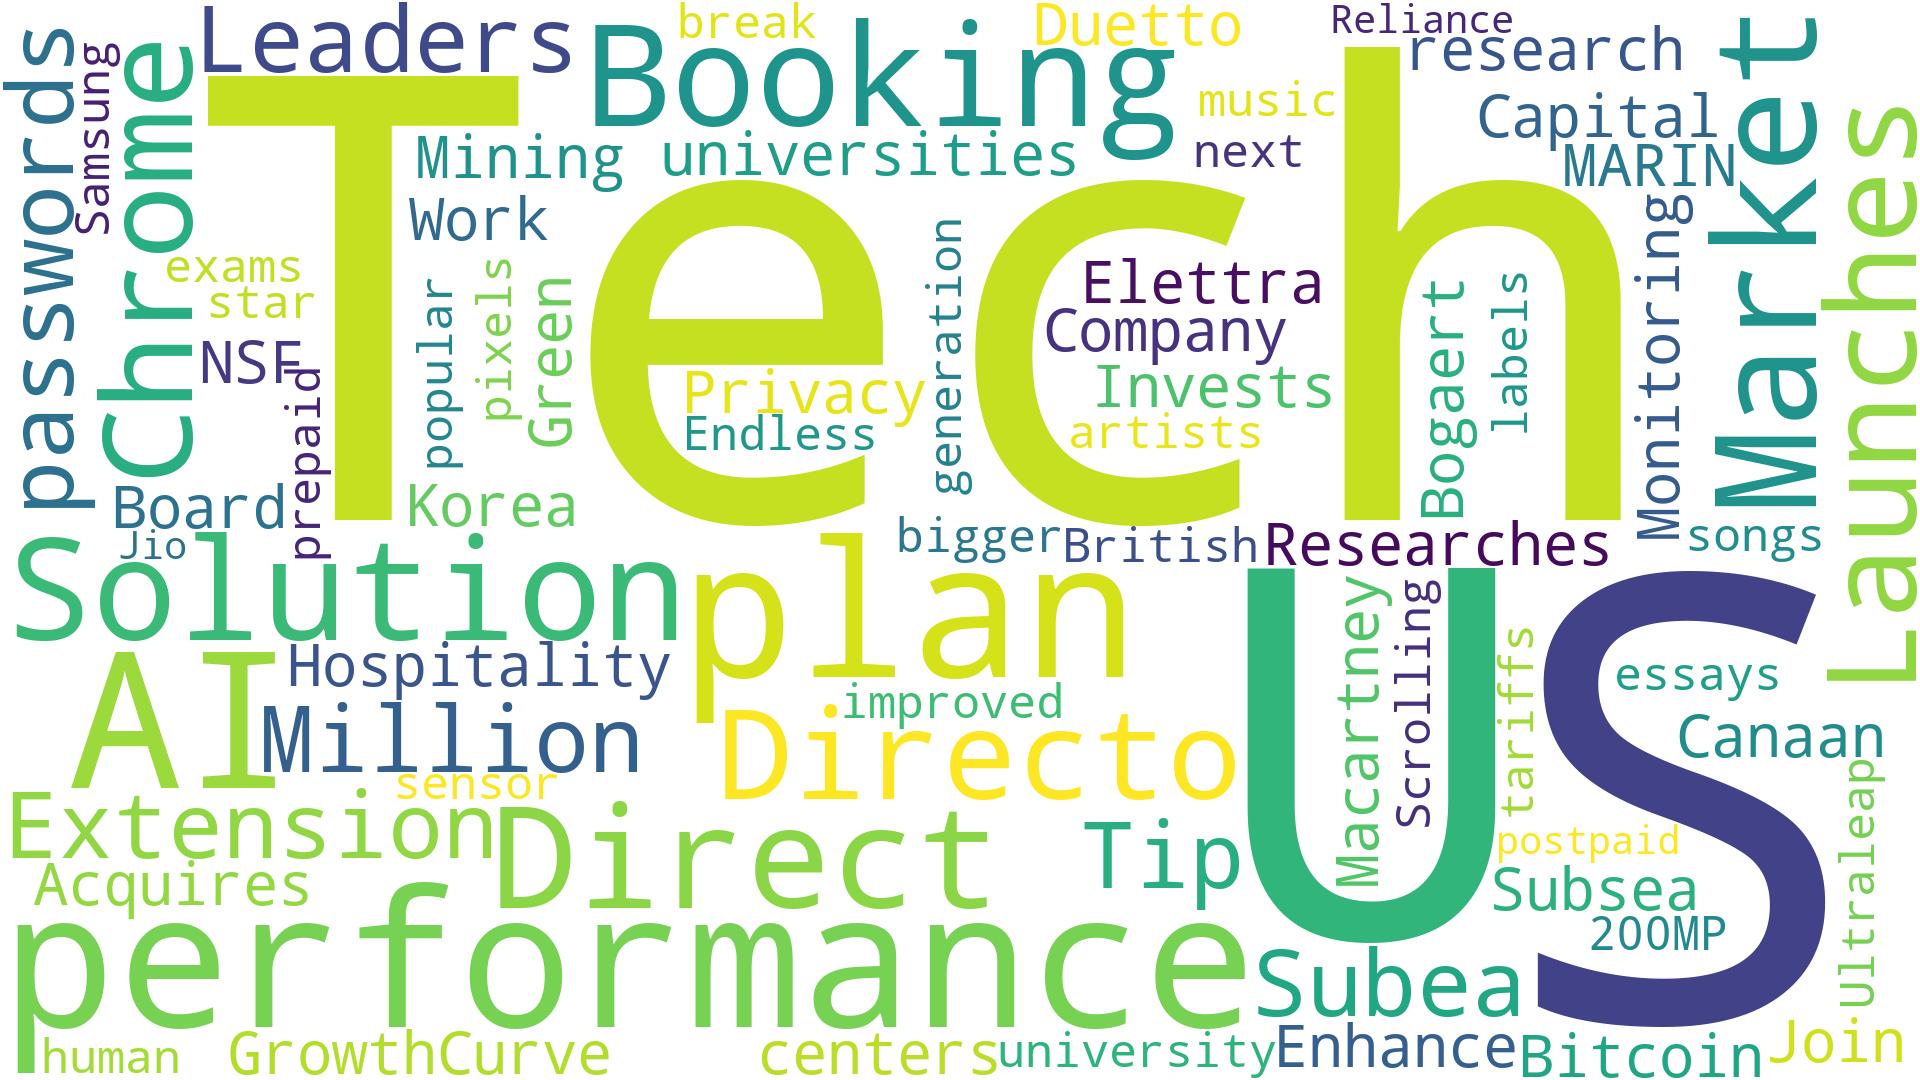 Leaders
Booking
break
Duetto
Reliance
research
Market
Launches
passwords
Samsung
Chrome
Tech
Mining
universities
music
next
Capital
MARIN
Work
exams
star
NSF
prepaid
popular
pixels
Green
Privacy
Endless
generation
Elettra
Company
Invests
artists
Bogaert
labels
Monitoring
Board
Jio
Korea
bigger
British
Researches
songs
Solution
plan
US
AI
Hospitality
Million
improved
Directo
Macartney
Scrolling
tariffs
essays
Canaan
Ultraleap
sensor
Extension
Direct
Tip
postpaid
Subsea
200MP
Acquires
performance
Subea
human
GrowthCurve
centers
university
Enhance
Bitcoin
Join